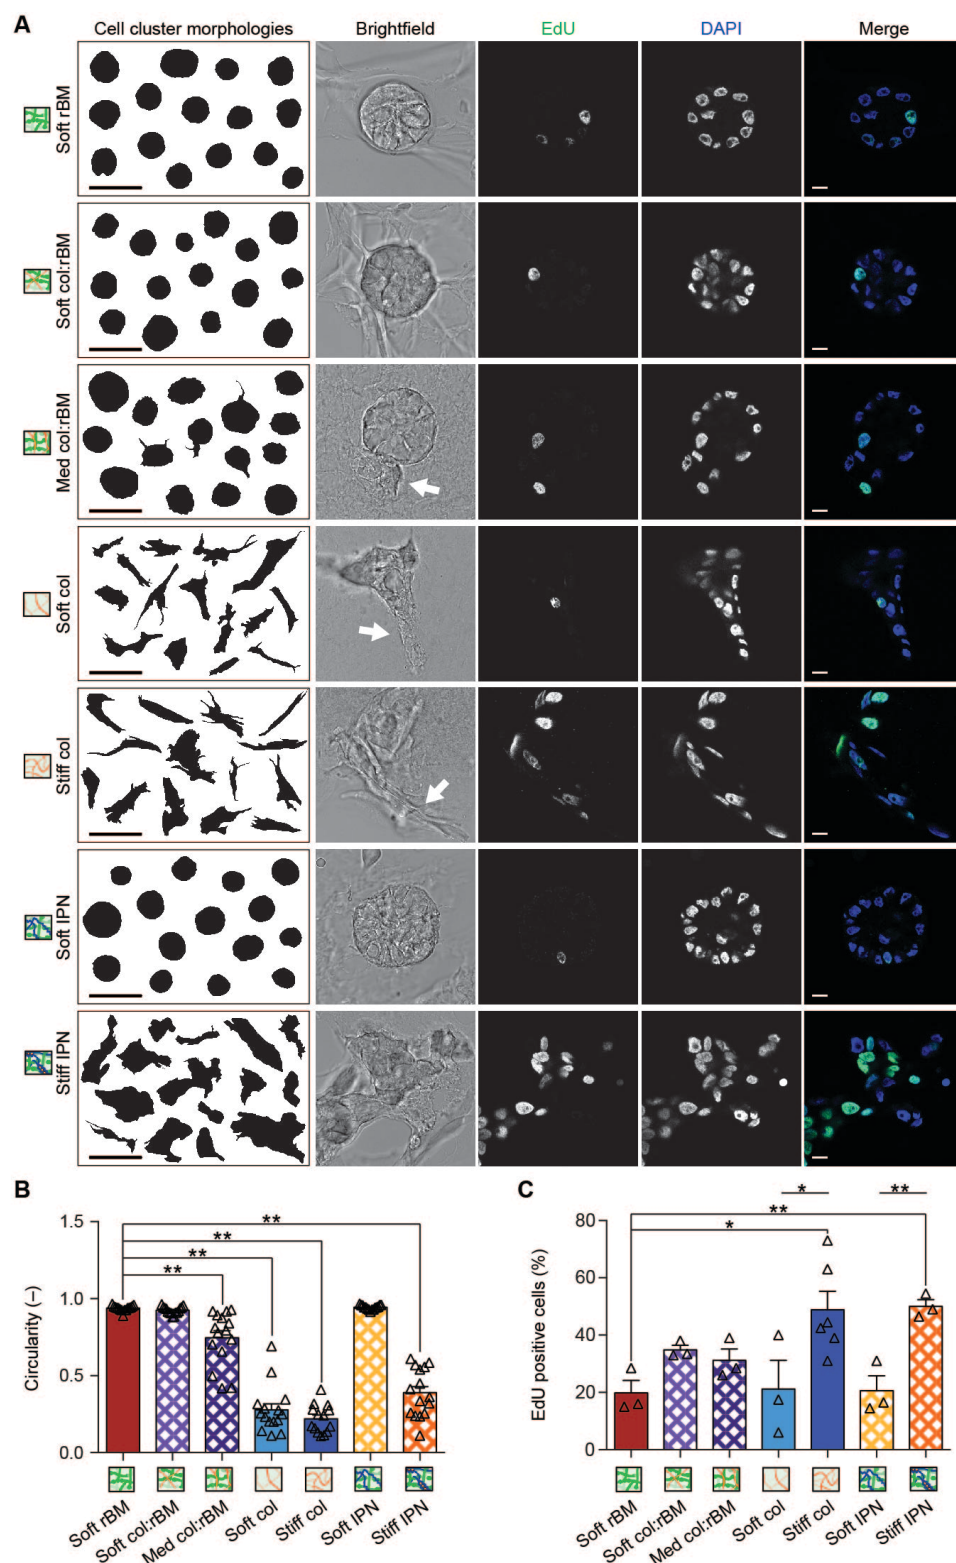 A
Cell cluster morphologies Brightfield EdU DAPI Merge
Soft rBM
Soft col:rBM
Med col:rBM
Soft col
Stiff col
Soft IPN
Stiff IPN
B
C
** * **
** ** **
** *
**
1.5
1.0
0.5
0.0
Circularity (–)
Soft rBM
Soft col:rBM
Med col:rBM
Soft col
Stiff col
Soft IPN
Stiff IPN
80
60
40
20
0
EdU positive cells (%)
Soft rBM
Soft col:rBM
Med col:rBM
Soft col
Stiff col
Soft IPN
Stiff IPN